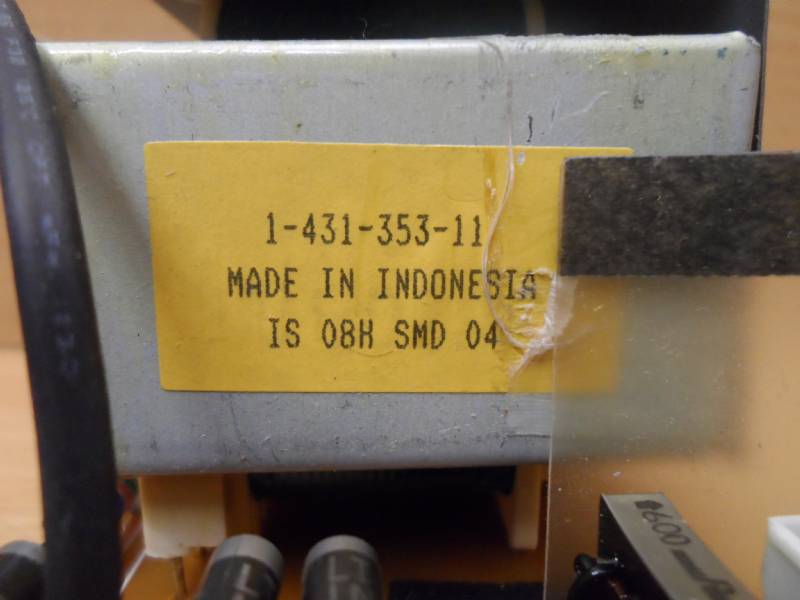 1-431-353-11
MADE IN INDONESIA
IS 08H SMD 04